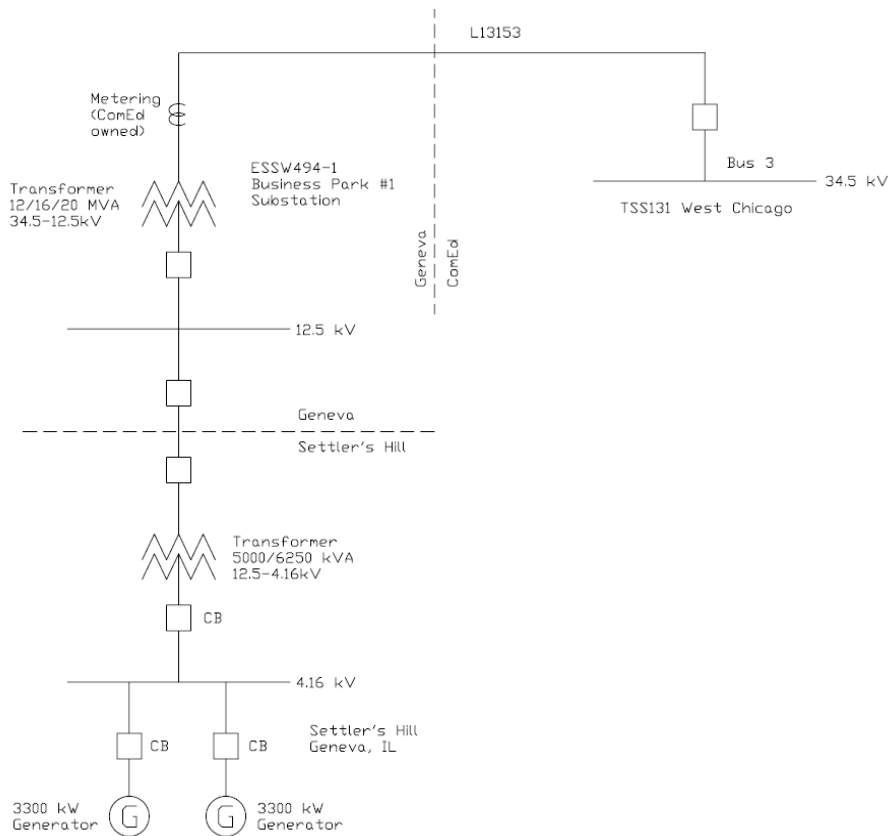 L13153
Metering
(ComEd
owned)
ESSW494-1
Business Park #1
Substation
Transformer
12/16/20 MVA
34.5-12.5kV
Bus 3
34.5 kV
TSS131 West Chicago
Geneva
ComEd
12.5 kV
Geneva
Settler's Hill
Transformer
5000/6250 kVA
12.5-4.16kV
CB
4.16 kV
CB
CB
Settler's Hill
Geneva, IL
3300 kW
Generator
G
G
3300 kW
Generator